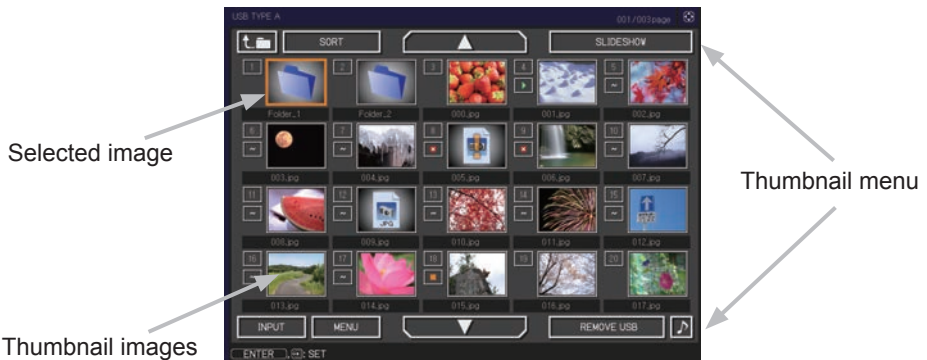 USB TYPE A 001/003 page
SORT SLIDESHOW
1 2 3 4 5
Folder_1 Folder_2 000.jpg 001.jpg 002.jpg
Selected image
6 7 8 9 10
003.jpg 004.jpg 005.jpg 006.jpg 007.jpg
Thumbnail menu
11 12 13 14 15
JPG
008.jpg 009.jpg 010.jpg 011.jpg 012.jpg
16 17 18 19 20
013.jpg 014.jpg 015.jpg 016.jpg 017.jpg
INPUT MENU REMOVE USB
Thumbnail images
ENTER , : SET